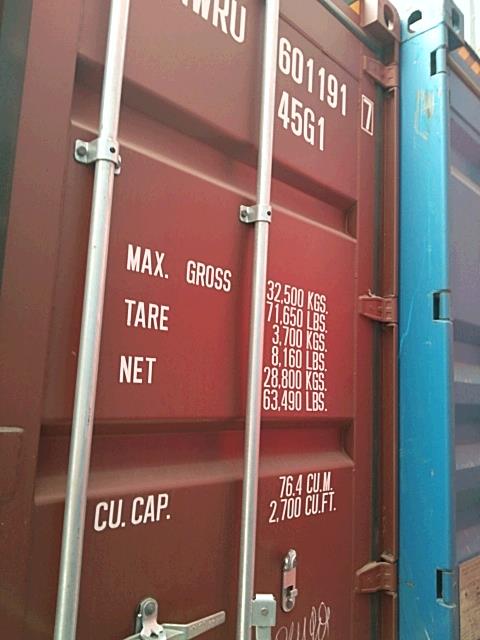 WRU 601191 7
45G1
MAX. GROSS 32,500 KGS.
71,650 LBS.
TARE 3,700 KGS.
8,160 LBS.
NET 28,800 KGS.
63,490 LBS.
CU. CAP. 76.4 CU.M.
2,700 CU.FT.